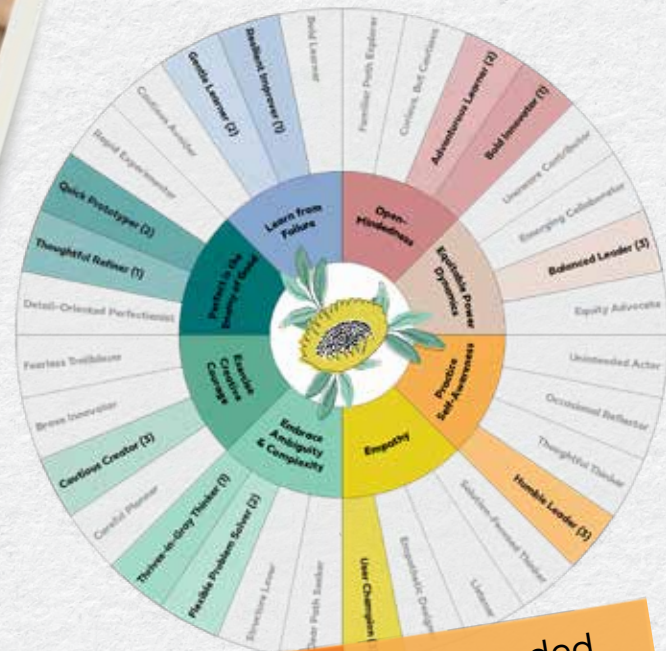 Open-
Mindedness
Familiar Path Explorer
Curious, But Cautious
Adventurous Learner (2)
Bold Innovator (1)
Equitable Power
Dynamics
Unaware Contributor
Emerging Collaborator
Balanced Leader (3)
Equity Advocate
Practice
Self-Awareness
Unintended Actor
Occasional Reflector
Thoughtful Thinker
Humble Leader (3)
Empathy
Solution-Focused Thinker
Listener
Empathetic
User Champion
Embrace
Ambiguity
& Complexity
Clear Path Seeker
Structure Lover
Flexible Problem Solver (2)
Thrive-in-Gray Thinker (1)
Exercise
Creative
Courage
Careful Planner
Cautious Creator (3)
Brave Innovator
Fearless Trailblazer
Perfect is the
Enemy of Good
Detail-Oriented Perfectionist
Thoughtful Refiner (1)
Quick Prototyper (2)
Rapid Experimenter
Learn from
Failure
Cautious Avoider
Gentle Learner (2)
Resilient Improver (1)
Bold Learner